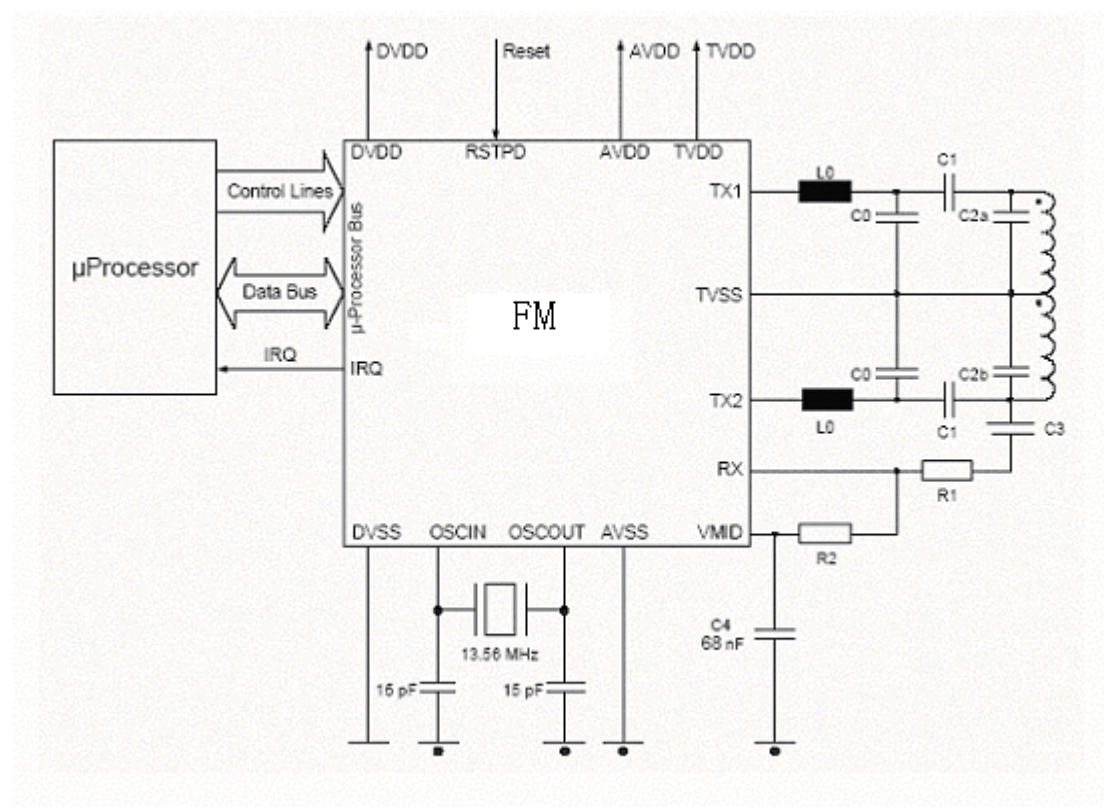 DVDD
Reset
AVDD
TVDD
DVDD
RSTPD
AVDD
TVDD
µProcessor
Control Lines
Data Bus
IRQ
µ-Processor Bus
IRQ
FM
TX1
TVSS
TX2
RX
VMID
L0
C0
C1
C2a
C0
C2b
L0
C1
C3
R1
R2
DVSS
OSCIN
OSCOUT
AVSS
13.56 MHz
15 pF
15 pF
C4
68 nF